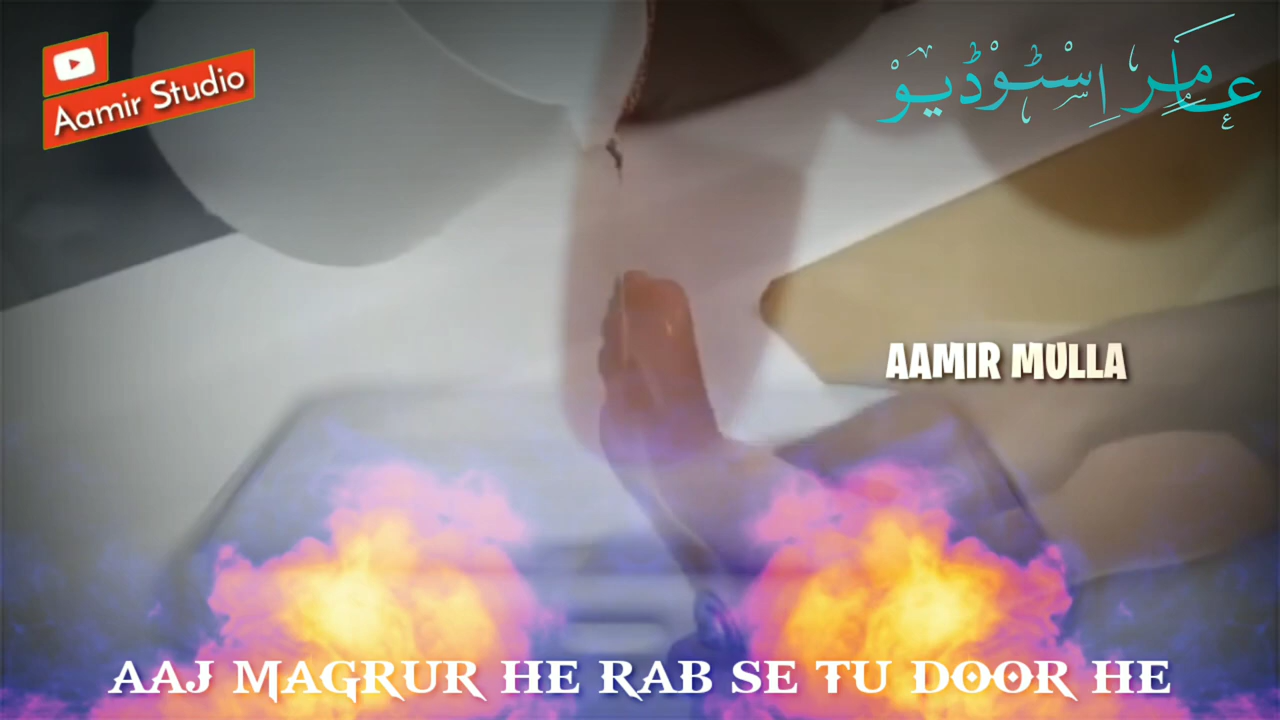 Aamir Studio
عامر اسٹوڈیو
AAMIR MULLA
AAJ MAGRUR HE RAB SE TU DOOR HE